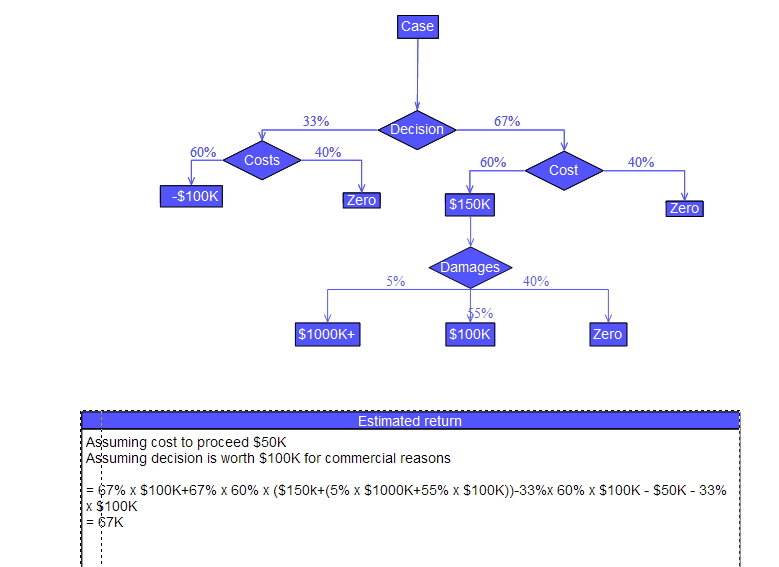 Case
Decision
33%
67%
Costs
60%
40%
Cost
60%
40%
-$100K
Zero
$150K
Zero
Damages
5%
40%
55%
$1000K+
$100K
Zero
Estimated return
Assuming cost to proceed $50K
Assuming decision is worth $100K for commercial reasons
= 67% x $100K+67% x 60% x ($150k+(5% x $1000K+55% x $100K))-33%x 60% x $100K - $50K - 33%
x $100K
= 67K